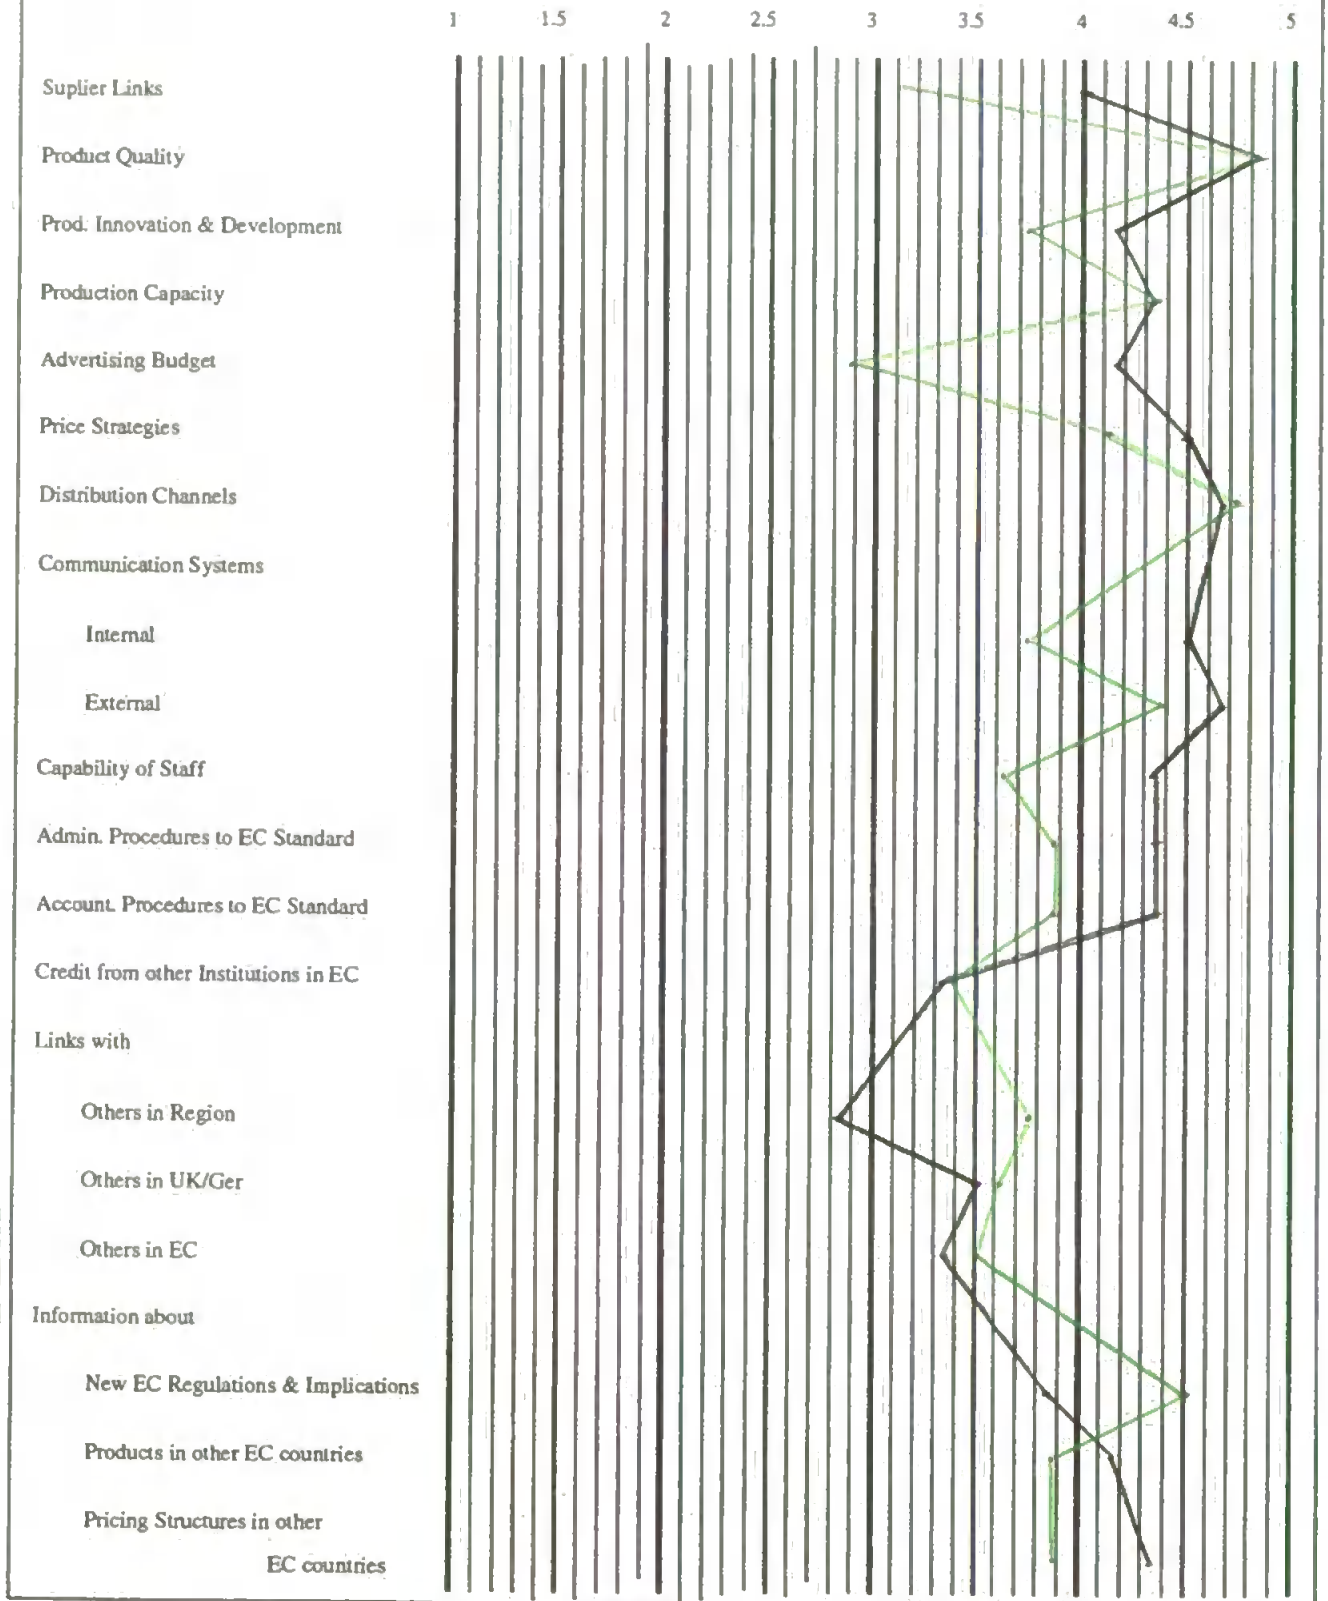 1 1.5 2 2.5 3 3.5 4 4.5 5
Suplier Links
Product Quality
Prod. Innovation & Development
Production Capacity
Advertising Budget
Price Strategies
Distribution Channels
Communication Systems
Internal
External
Capability of Staff
Admin. Procedures to EC Standard
Account. Procedures to EC Standard
Credit from other Institutions in EC
Links with
Others in Region
Others in UK/Ger
Others in EC
Information about
New EC Regulations & Implications
Products in other EC countries
Pricing Structures in other
EC countries